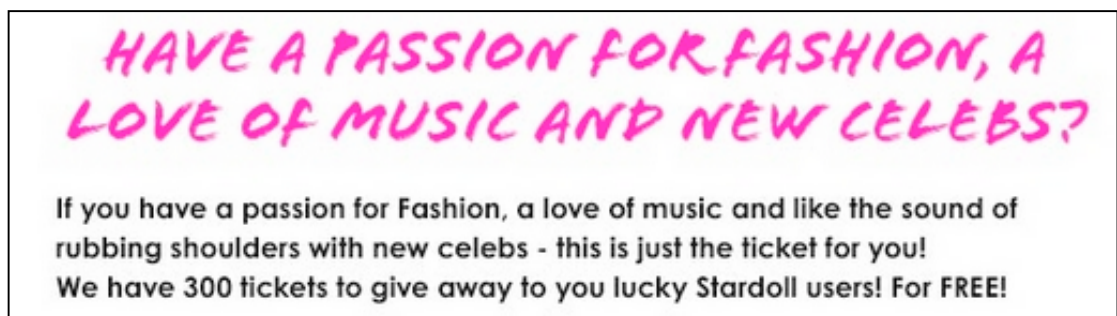 HAVE A PASSION FOR FASHION, A
LOVE OF MUSIC AND NEW CELEBS?
If you have a passion for Fashion, a love of music and like the sound of
rubbing shoulders with new celebs - this is just the ticket for you!
We have 300 tickets to give away to you lucky Stardoll users! For FREE!